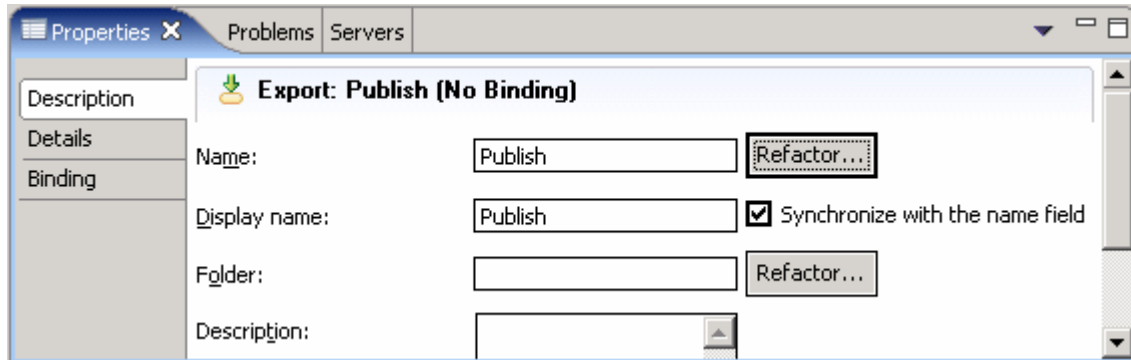 Properties Problems Servers
Description
Details
Binding
Export: Publish (No Binding)
Name: Publish Refactor...
Display name: Publish Synchronize with the name field
Folder: Refactor...
Description: